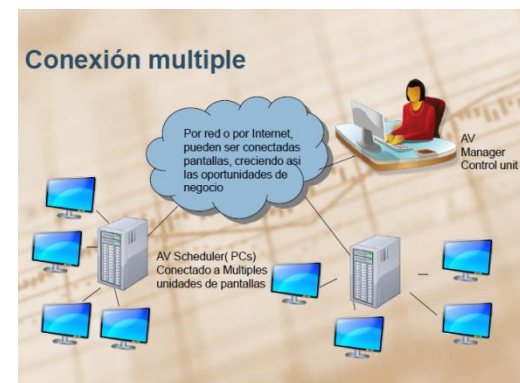 Conexión multiple
Por red o por Internet,
pueden ser conectadas
pantallas, creciendo asi
las oportunidades de
negocio
AV
Manager
Control unit
AV Scheduler( PCs)
Conectado a Multiples
unidades de pantallas